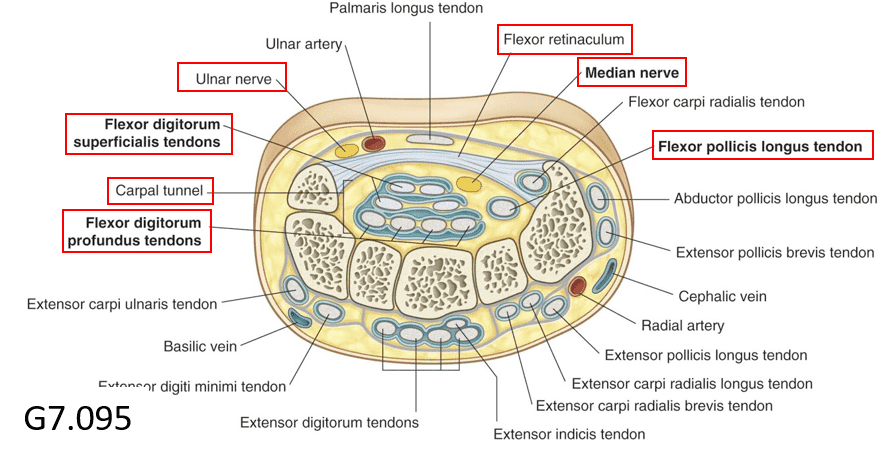 Palmaris longus tendon
Flexor retinaculum
Ulnar artery
Median nerve
Ulnar nerve
Flexor carpi radialis tendon
Flexor digitorum
superficialis tendons
Flexor pollicis longus tendon
Carpal tunnel
Abductor pollicis longus tendon
Flexor digitorum
profundus tendons
Extensor pollicis brevis tendon
Cephalic vein
Extensor carpi ulnaris tendon
Radial artery
Basilic vein
Extensor pollicis longus tendon
Extensor digiti minimi tendon
Extensor carpi radialis longus tendon
Extensor carpi radialis brevis tendon
G7.095
Extensor digitorum tendons
Extensor indicis tendon